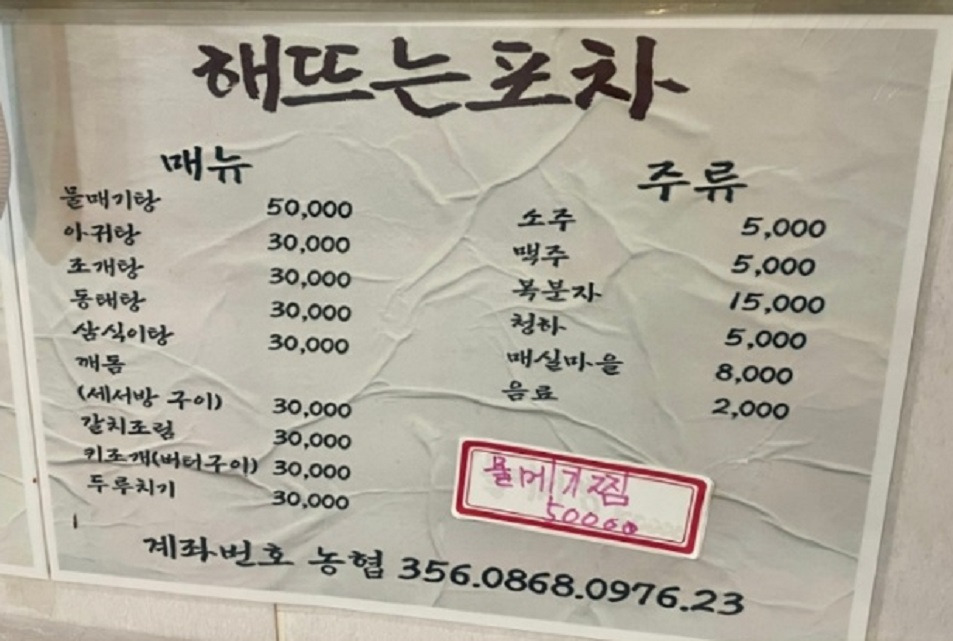 해뜨는포차
매뉴
물매기탕 50,000
아귀탕 30,000
조개탕 30,000
동태탕 30,000
삼식이탕 30,000
깨돔
(세서방 구이) 30,000
갈치조림 30,000
키조개(버터구이) 30,000
두루치기 30,000
주류
소주 5,000
맥주 5,000
복분자 15,000
청하 5,000
매실마을 8,000
음료 2,000
물메기찜
50000
계좌번호 농협 356.0868.0976.23